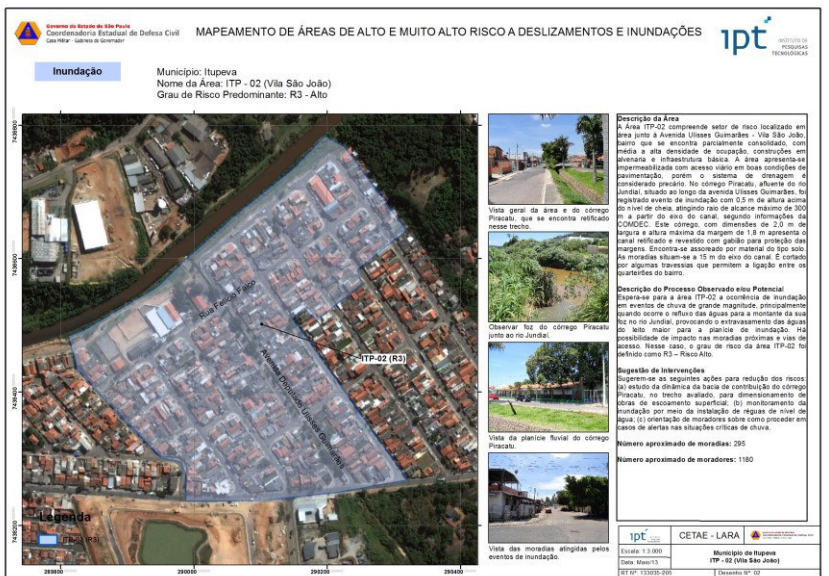 Governo do Estado de São Paulo
Coordenadoria Estadual de Defesa Civil
Casa Militar - Gabinete do Governador
MAPEAMENTO DE ÁREAS DE ALTO E MUITO ALTO RISCO A DESLIZAMENTOS E INUNDAÇÕES
ipt
INSTITUTO DE
PESQUISAS
TECNOLÓGICAS
Inundação
Município: Itupeva
Nome da Área: ITP - 02 (Vila São João)
Grau de Risco Predominante: R3 - Alto
7438800
7438600
7438400
7438200
Rua Felício Falco
ITP-02 (R3)
Avenida Deputado Ulisses Guimarães
Legenda
ITP-02 (R3)
289800
290000
290200
290400
Vista geral da área e do córrego
Piracatu, que se encontra retificado
nesse trecho.
Observar foz do córrego Piracatu
junto ao rio Jundiaí.
Vista da planície fluvial do córrego
Piracatu.
Vista das moradias atingidas pelos
eventos de inundação.
Descrição da Área
A Área ITP-02 compreende setor de risco localizado em
área junto à Avenida Ulisses Guimarães - Vila São João,
bairro que se encontra parcialmente consolidado, com
média a alta densidade de ocupação, construções em
alvenaria e infraestrutura básica. A área apresenta-se
impermeabilizada com acesso viário em boas condições de
pavimentação, porém o sistema de drenagem é
considerado precário. No córrego Piracatu, afluente do rio
Jundiaí, situado ao longo da avenida Ulisses Guimarães, foi
registrado evento de inundação com 0,5 m de altura acima
do nível de cheia, atingindo raio de alcance máximo de 300
m a partir do eixo do canal, segundo informações da
COMDEC. Este córrego, com dimensões de 2,0 m de
largura e altura máxima da margem de 1,8 m apresenta o
canal retificado e revestido com gabião para proteção das
margens. Encontra-se assoreado por material do tipo solo.
As moradias situam-se a 15 m do eixo do canal. É cortado
por algumas travessias que permitem a ligação entre os
quarteirões do bairro.
Descrição do Processo Observado e/ou Potencial
Espera-se para a área ITP-02 a ocorrência de inundação
em eventos de chuva de grande magnitude, principalmente
quando ocorre o refluxo das águas para a montante da sua
foz no rio Jundiaí, provocando o extravasamento das águas
do leito maior para a planície de inundação. Há
possibilidade de impacto nas moradias próximas e vias de
acesso. Nesse caso, o grau de risco da área ITP-02 foi
definido como R3 – Risco Alto.
Sugestão de Intervenções
Sugerem-se as seguintes ações para redução dos riscos:
(a) estudo da dinâmica da bacia de contribuição do córrego
Piracatu, no trecho avaliado, para dimensionamento de
obras de escoamento superficial; (b) monitoramento da
inundação por meio da instalação de réguas de nível de
água; (c) orientação de moradores sobre como proceder em
casos de alertas nas situações críticas de chuva.
Número aproximado de moradias: 295
Número aproximado de moradores: 1180
ipt
CETAE - LARA
Escala: 1:3.000
Data: Maio/13
Município de Itupeva
ITP - 02 (Vila São João)
RT Nº: 133035-205
Desenho Nº: 02